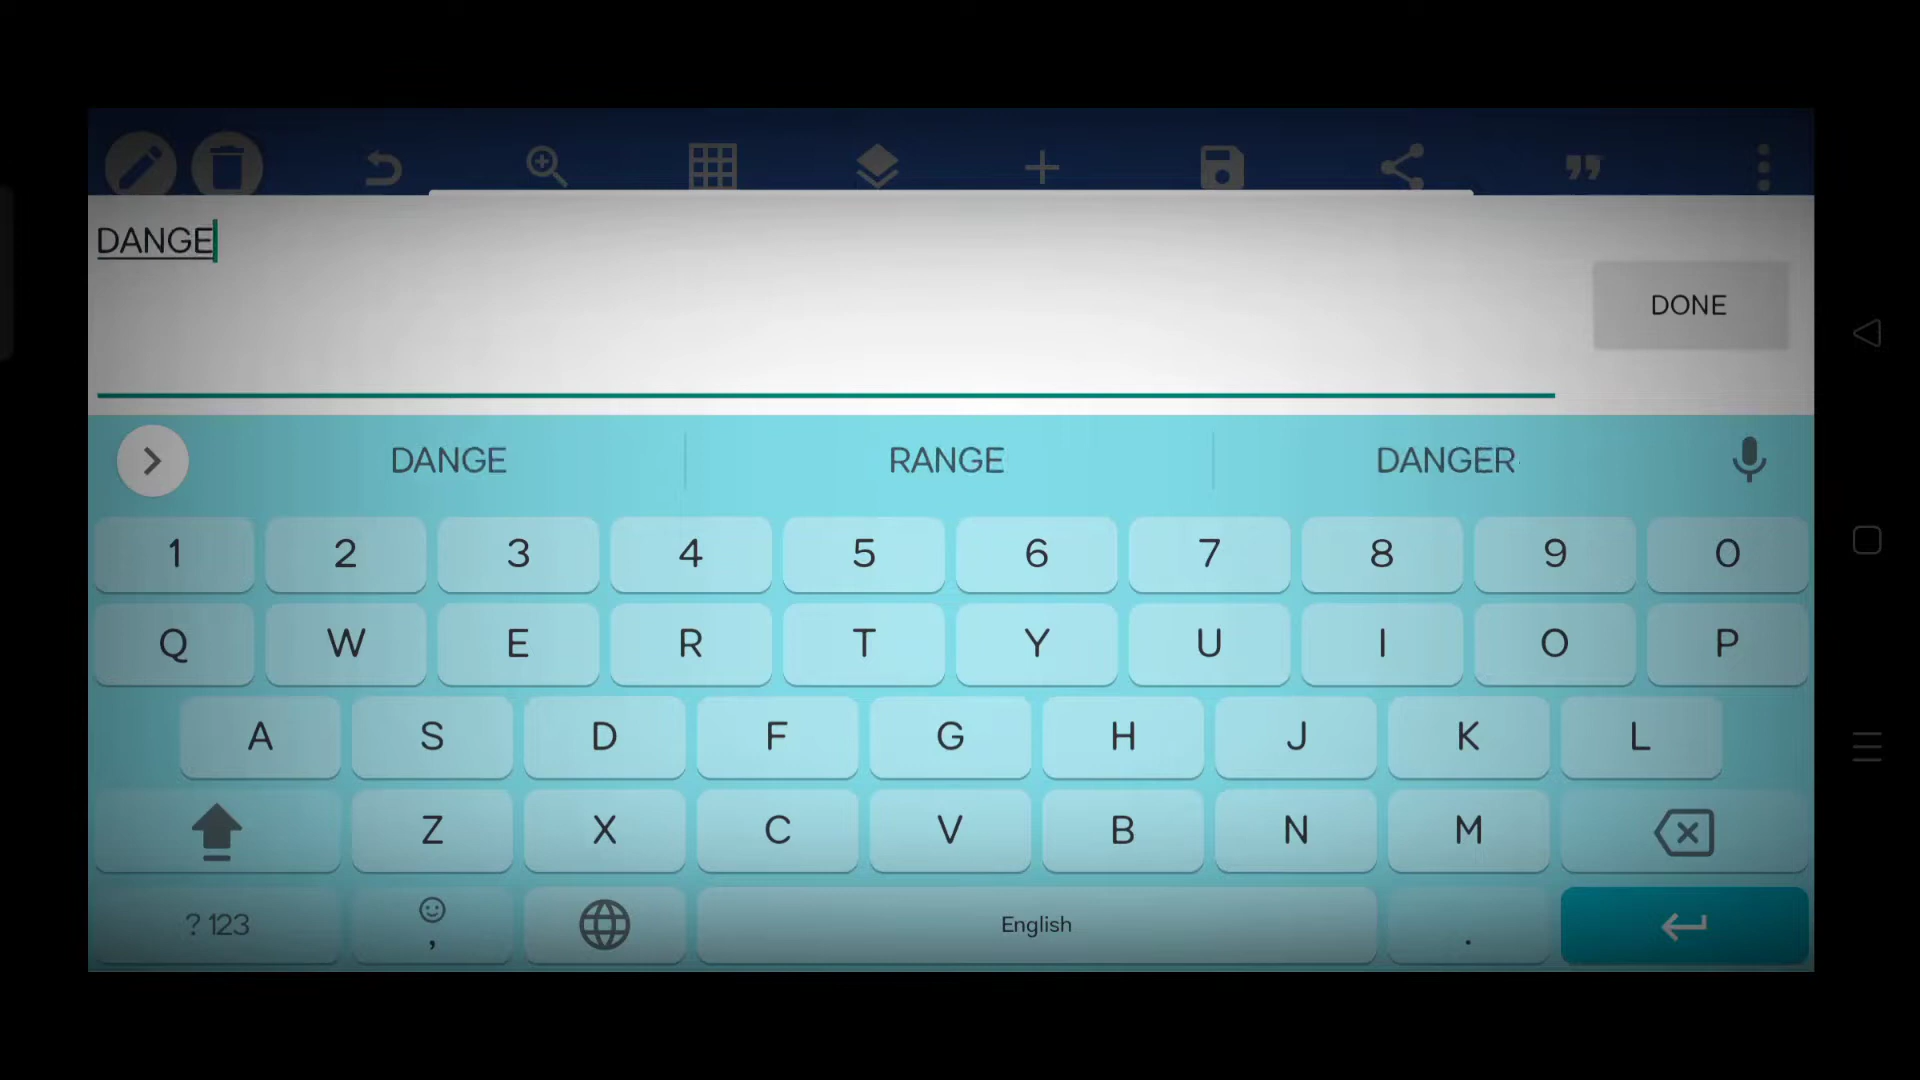 DANGE
DONE
DANGE RANGE DANGER
1 2 3 4 5 6 7 8 9 0
Q W E R T Y U I O P
A S D F G H J K L
Z X C V B N M
?123 , English .